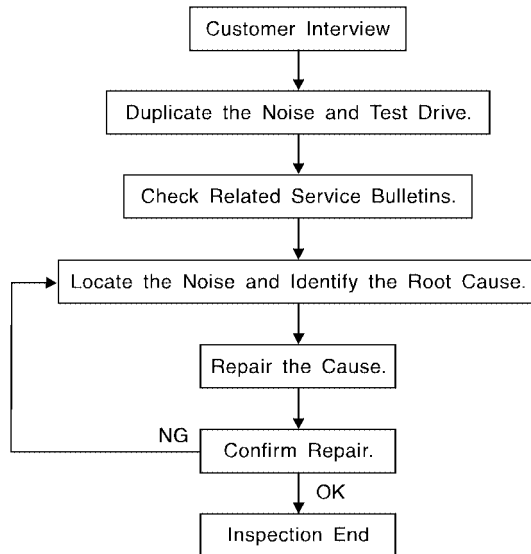 Customer Interview
Duplicate the Noise and Test Drive.
Check Related Service Bulletins.
Locate the Noise and Identify the Root Cause.
Repair the Cause.
NG
Confirm Repair.
OK
Inspection End